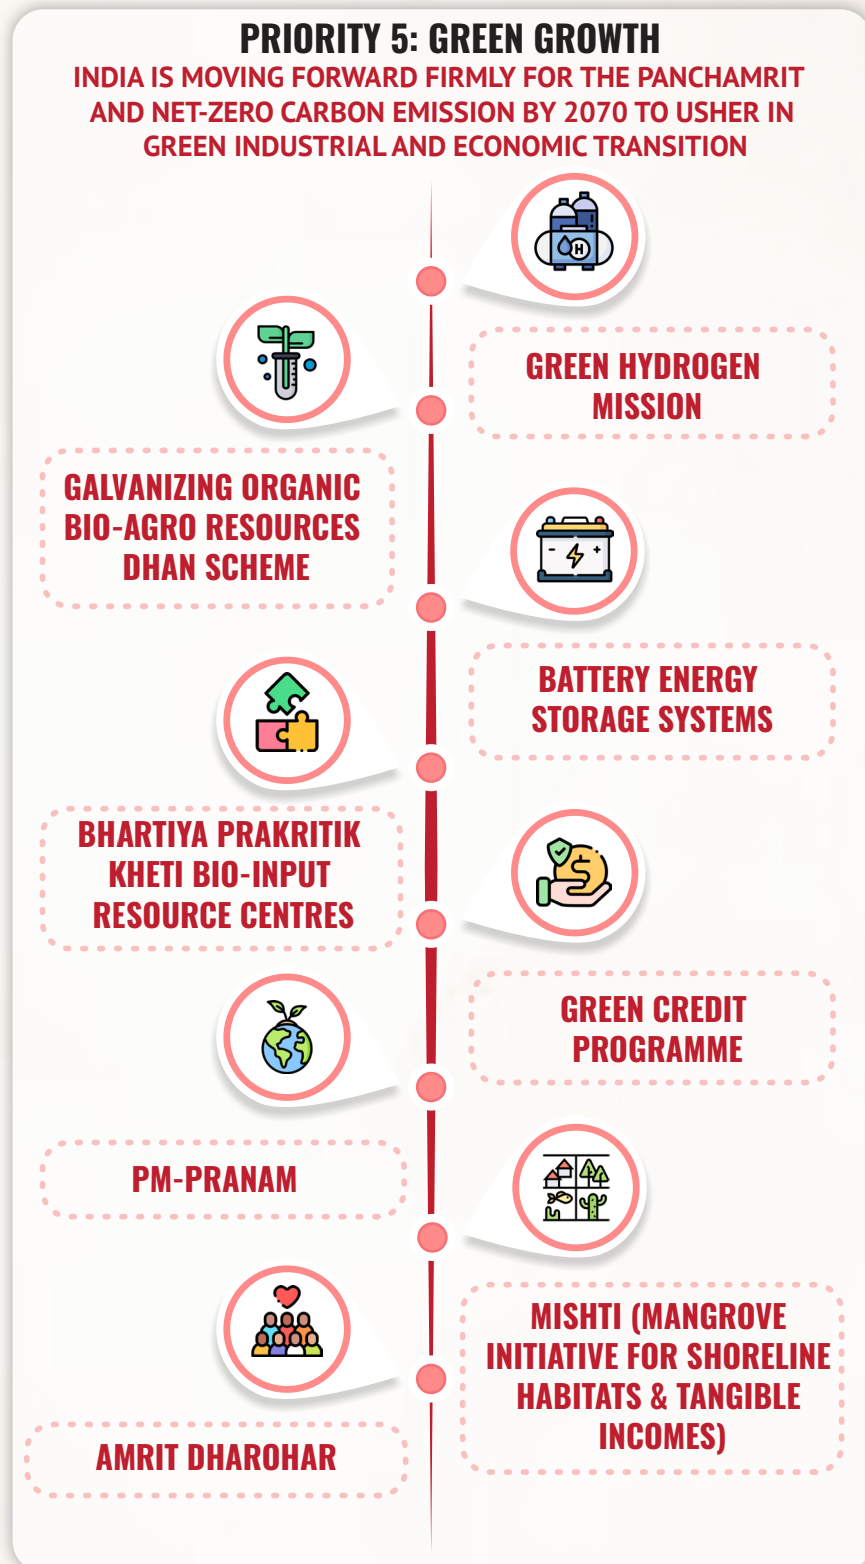 PRIORITY 5: GREEN GROWTH
INDIA IS MOVING FORWARD FIRMLY FOR THE PANCHAMRIT
AND NET-ZERO CARBON EMISSION BY 2070 TO USHER IN
GREEN INDUSTRIAL AND ECONOMIC TRANSITION
H
GREEN HYDROGEN
MISSION
GALVANIZING ORGANIC
BIO-AGRO RESOURCES
DHAN SCHEME
- +
BATTERY ENERGY
STORAGE SYSTEMS
BHARTIYA PRAKRITIK
KHETI BIO-INPUT
RESOURCE CENTRES
$
GREEN CREDIT
PROGRAMME
PM-PRANAM
MISHTI (MANGROVE
INITIATIVE FOR SHORELINE
HABITATS & TANGIBLE
INCOMES)
AMRIT DHAROHAR